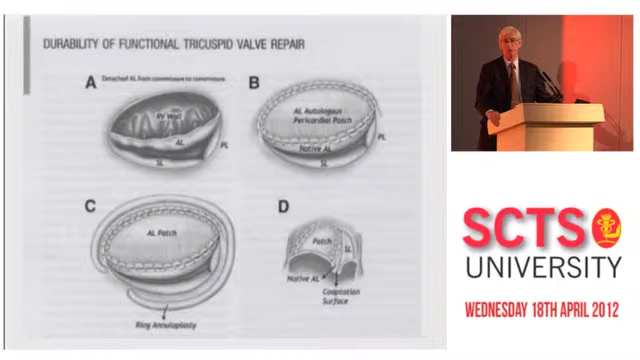 DURABILITY OF FUNCTIONAL TRICUSPID VALVE REPAIR
A
Detached AL from commissure to commissure
RV Wall
AL
PL
SL
B
AL Autologous
Pericardial Patch
PL
Native AL
SL
C
AL Patch
Ring Annuloplasty
D
Patch
SL
Native AL
Coaptation
Surface
SCTS
UNIVERSITY
WEDNESDAY 18TH APRIL 2012